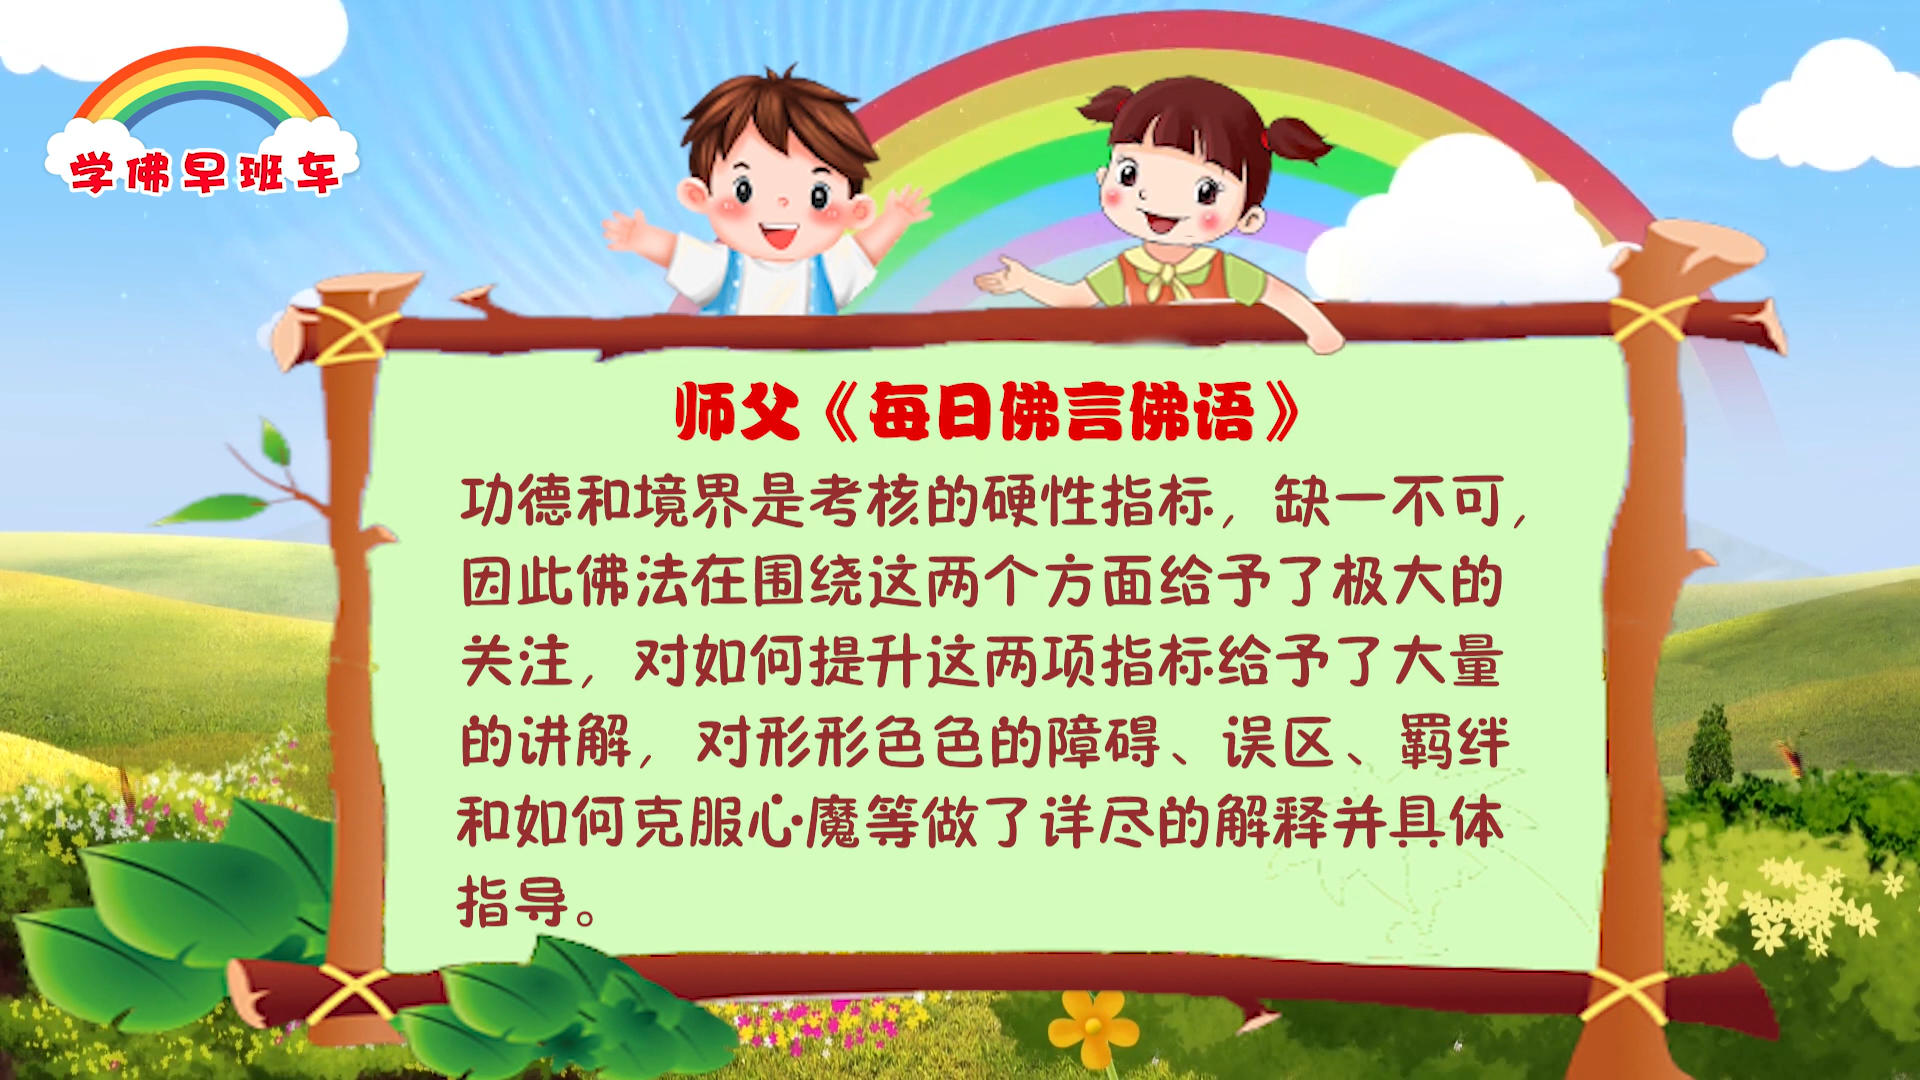 学佛早班车
师父《每日佛言佛语》
功德和境界是考核的硬性指标，缺一不可，
因此佛法在围绕这两个方面给予了极大的
关注，对如何提升这两项指标给予了大量
的讲解，对形形色色的障碍、误区、羁绊
和如何克服心魔等做了详尽的解释并具体
指导。